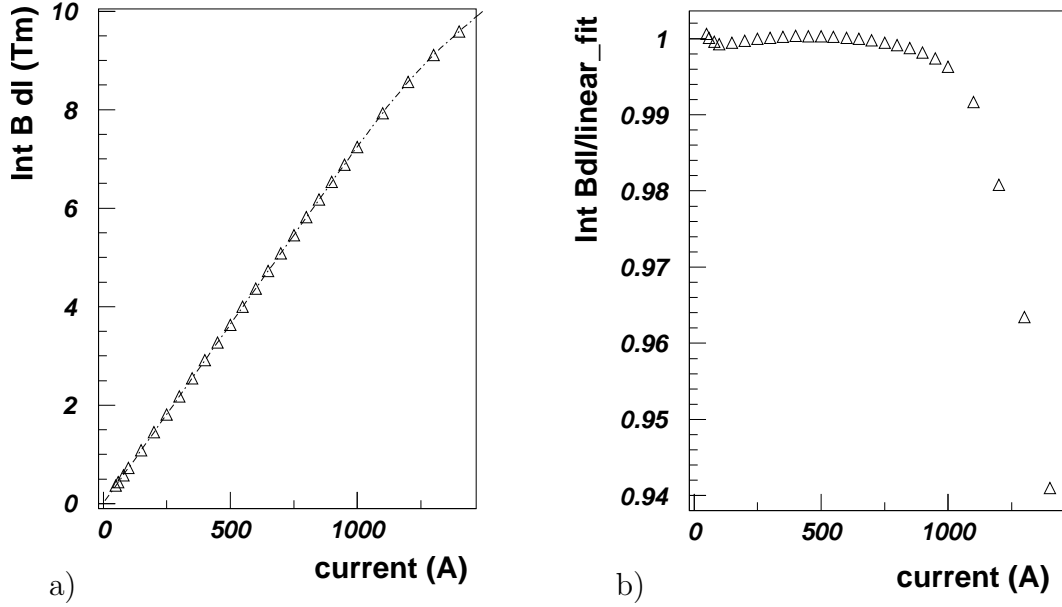 Int B dl (Tm)
10
8
6
4
2
0
0 500 1000
current (A)
a)
Int Bdl/linear_fit
1
0.99
0.98
0.97
0.96
0.95
0.94
0 500 1000
current (A)
b)